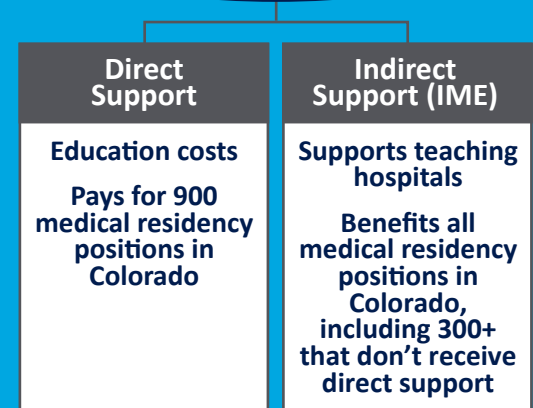 Direct
Support
Education costs
Pays for 900
medical residency
positions in
Colorado
Indirect
Support (IME)
Supports teaching
hospitals
Benefits all
medical residency
positions in
Colorado,
including 300+
that don't receive
direct support